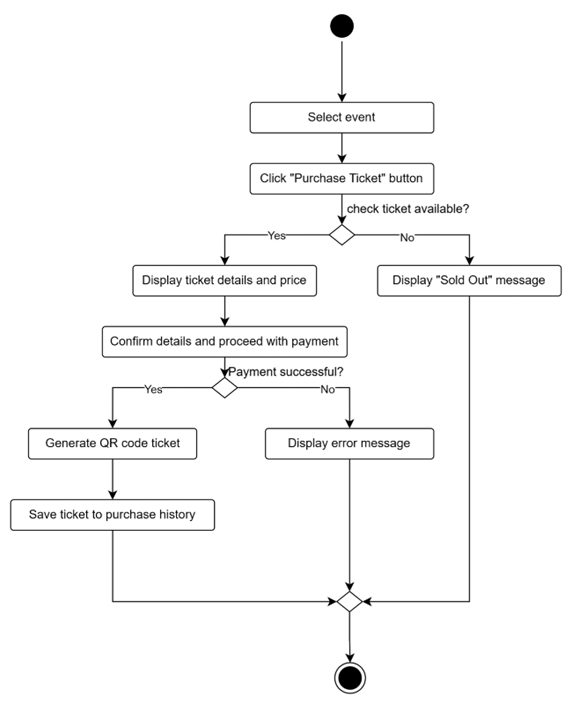 Select event
Click "Purchase Ticket" button
check ticket available?
Yes
No
Display ticket details and price
Display "Sold Out" message
Confirm details and proceed with payment
Payment successful?
Yes
No
Generate QR code ticket
Display error message
Save ticket to purchase history